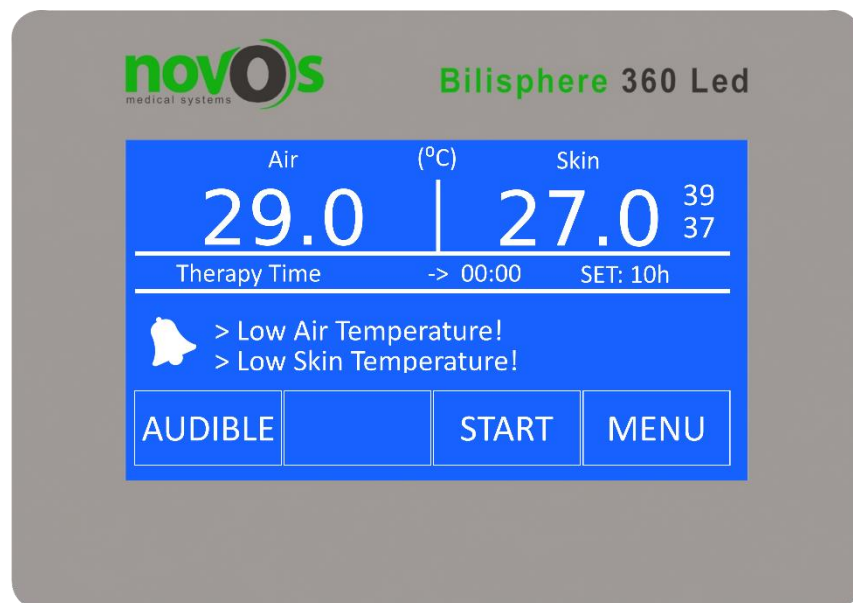 novOs
medical systems
Bilisphere 360 Led
Air (⁰C) Skin
29.0 27.0 39
37
Therapy Time -> 00:00 SET: 10h
> Low Air Temperature!
> Low Skin Temperature!
AUDIBLE START MENU